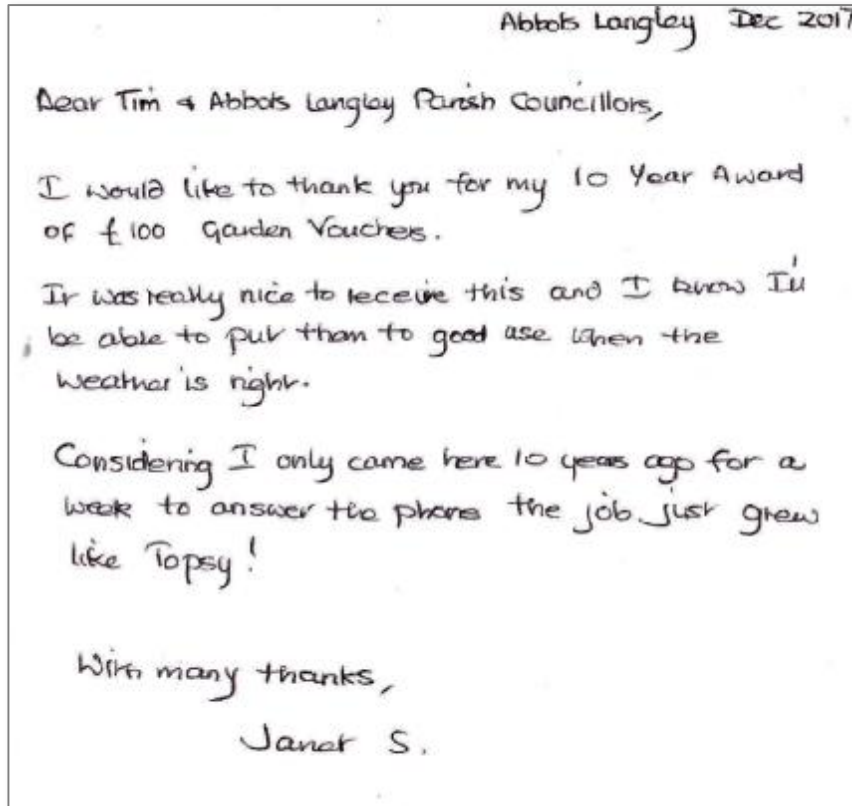 Abbots Langley Dec 2017
Dear Tim & Abbots Langley Parish Councillors,
I would like to thank you for my 10 Year Award
of £100 Garden Vouchers.
It was really nice to receive this and I know I'll
be able to put them to good use when the
weather is right.
Considering I only came here 10 years ago for a
week to answer the phone the job just grew
like Topsy!
With many thanks,
Janet S.